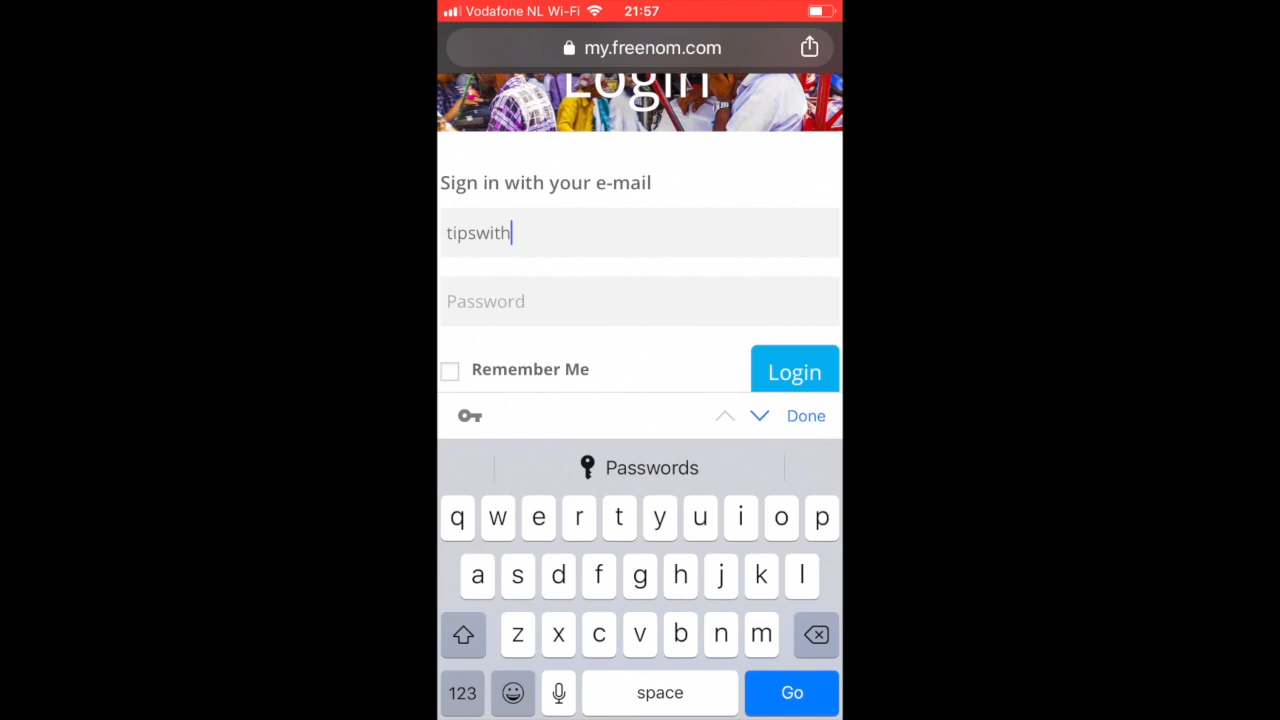 Vodafone NL Wi-Fi 21:57
my.freenom.com
Login
Sign in with your e-mail
tipswith
Password
Remember Me Login
Done
Passwords
q w e r t y u i o p
a s d f g h j k l
z x c v b n m
123 space Go